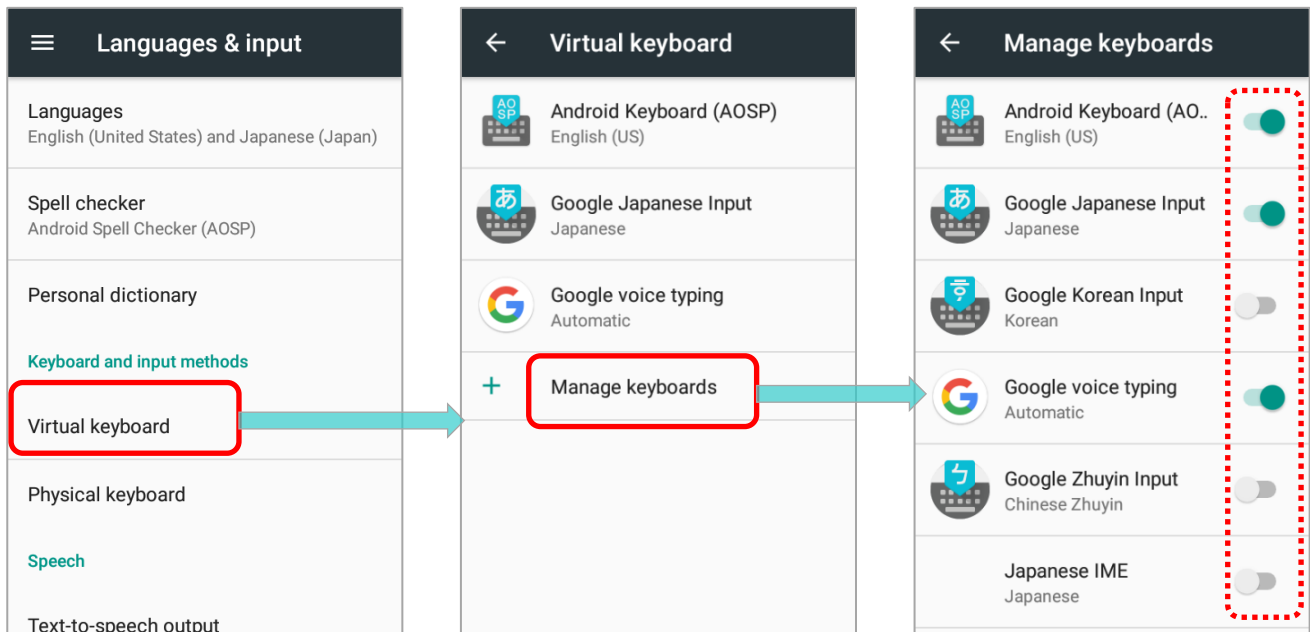 Languages & input
Languages
English (United States) and Japanese (Japan)
Spell checker
Android Spell Checker (AOSP)
Personal dictionary
Keyboard and input methods
Virtual keyboard
Physical keyboard
Speech
Text-to-speech output
Virtual keyboard
AO
SP
Android Keyboard (AOSP)
English (US)
あ
Google Japanese Input
Japanese
G
Google voice typing
Automatic
+
Manage keyboards
Manage keyboards
AO
SP
Android Keyboard (AO..
English (US)
あ
Google Japanese Input
Japanese
ㅎ
Google Korean Input
Korean
G
Google voice typing
Automatic
ㄅ
Google Zhuyin Input
Chinese Zhuyin
Japanese IME
Japanese